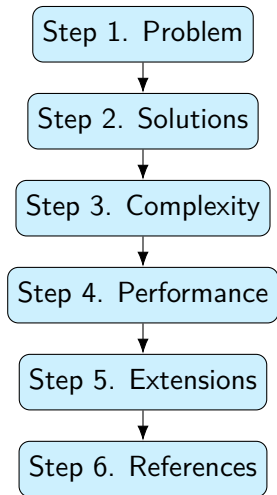 Step 1. Problem
Step 2. Solutions
Step 3. Complexity
Step 4. Performance
Step 5. Extensions
Step 6. References